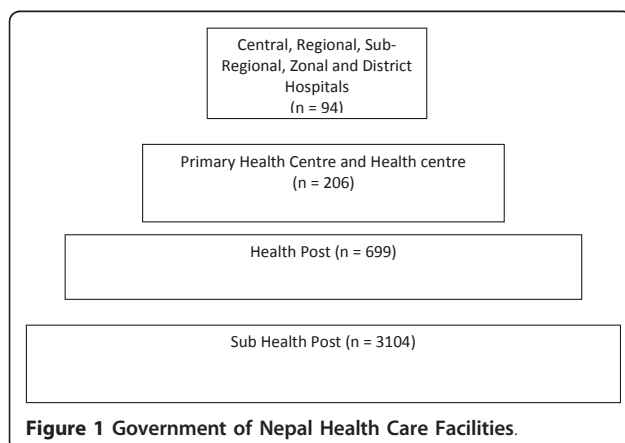 Central, Regional, Sub-
Regional, Zonal and District
Hospitals
(n = 94)
Primary Health Centre and Health centre
(n = 206)
Health Post (n = 699)
Sub Health Post (n = 3104)
Figure 1 Government of Nepal Health Care Facilities.